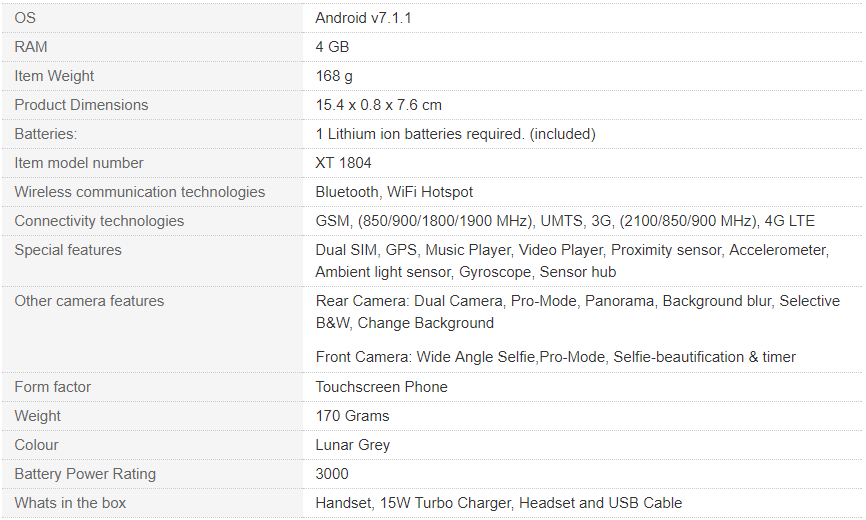 OS Android v7.1.1
RAM 4 GB
Item Weight 168 g
Product Dimensions 15.4 x 0.8 x 7.6 cm
Batteries: 1 Lithium ion batteries required. (included)
Item model number XT 1804
Wireless communication technologies Bluetooth, WiFi Hotspot
Connectivity technologies GSM, (850/900/1800/1900 MHz), UMTS, 3G, (2100/850/900 MHz), 4G LTE
Special features Dual SIM, GPS, Music Player, Video Player, Proximity sensor, Accelerometer,
Ambient light sensor, Gyroscope, Sensor hub
Other camera features Rear Camera: Dual Camera, Pro-Mode, Panorama, Background blur, Selective
B&W, Change Background
Front Camera: Wide Angle Selfie,Pro-Mode, Selfie-beautification & timer
Form factor Touchscreen Phone
Weight 170 Grams
Colour Lunar Grey
Battery Power Rating 3000
Whats in the box Handset, 15W Turbo Charger, Headset and USB Cable